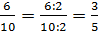 6/10 = 6:2/10:2 = 3/5